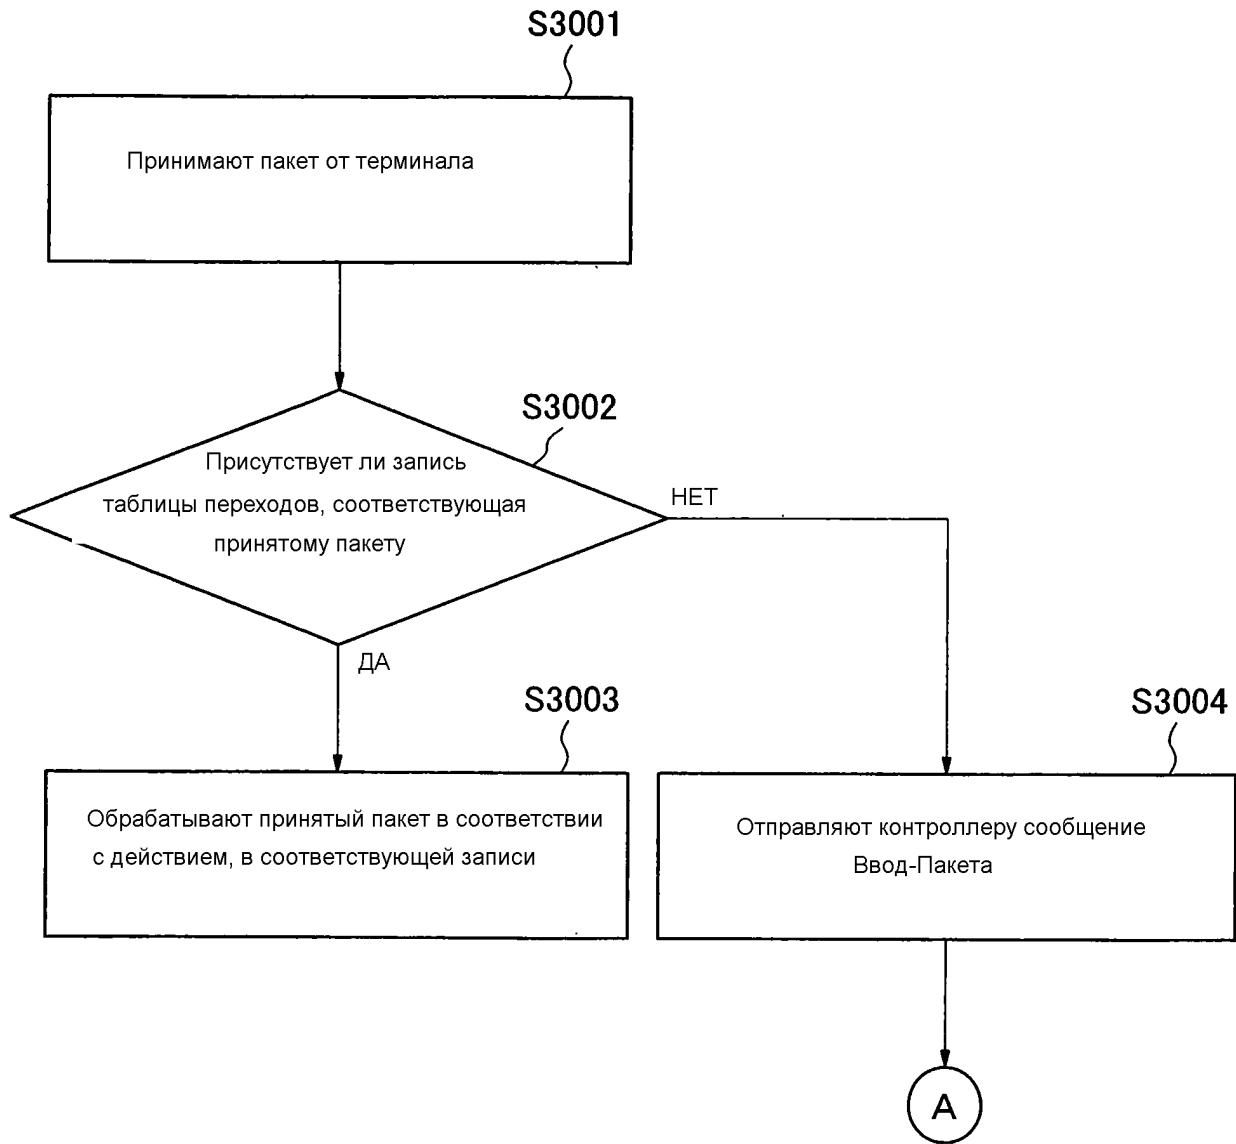 S3001
Принимают пакет от терминала
S3002
Присутствует ли запись
таблицы переходов, соответствующая
принятому пакету
НЕТ
ДА
S3003
Обрабатывают принятый пакет в соответствии
с действием, в соответствующей записи
S3004
Отправляют контроллеру сообщение
Ввод-Пакета
A